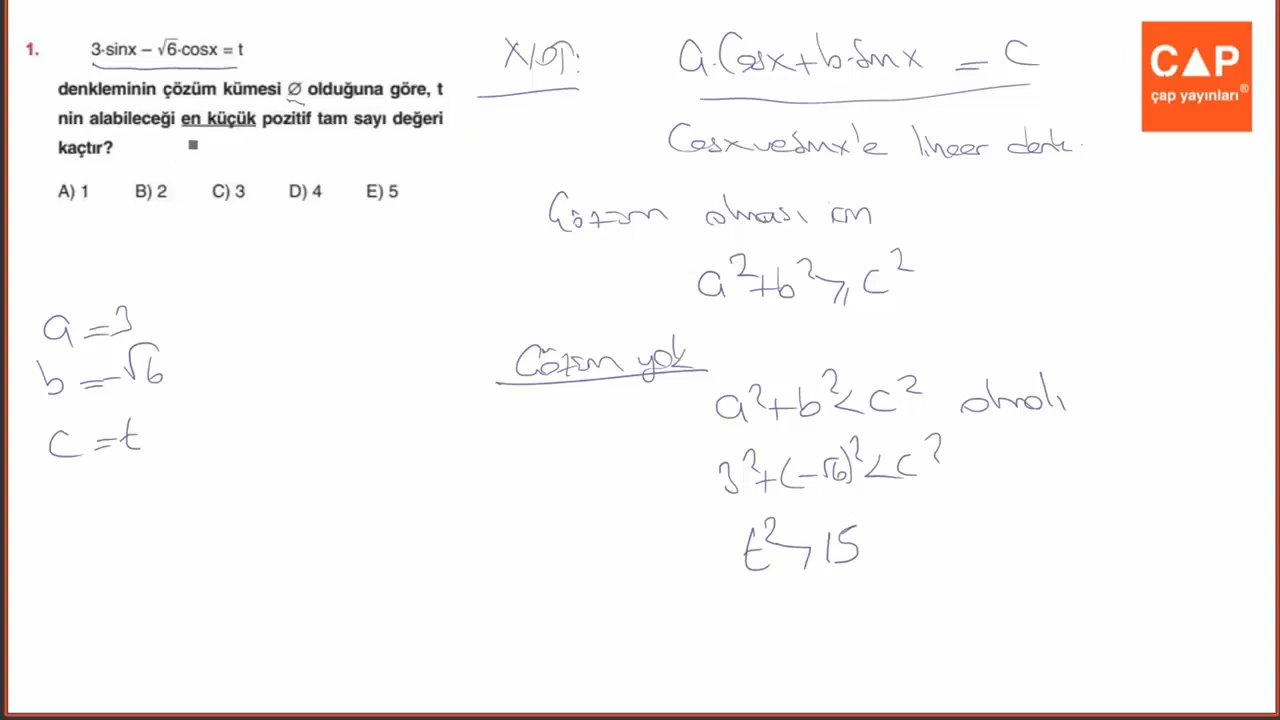 1. 3·sinx – √6·cosx = t
denkleminin çözüm kümesi Ø olduğuna göre, t
nin alabileceği en küçük pozitif tam sayı değeri
kaçtır?
A) 1 B) 2 C) 3 D) 4 E) 5
a = 3
b = -√6
c = t
a·Cosx + b·sinx = c
Cosx ve sinx'e lineer denk.
Çözüm olması için
a² + b² ≥ c²
Çözüm yok
a² + b² < c² olmalı
3² + (-√6)² < c²
t² > 15
ÇAP
çap yayınları®